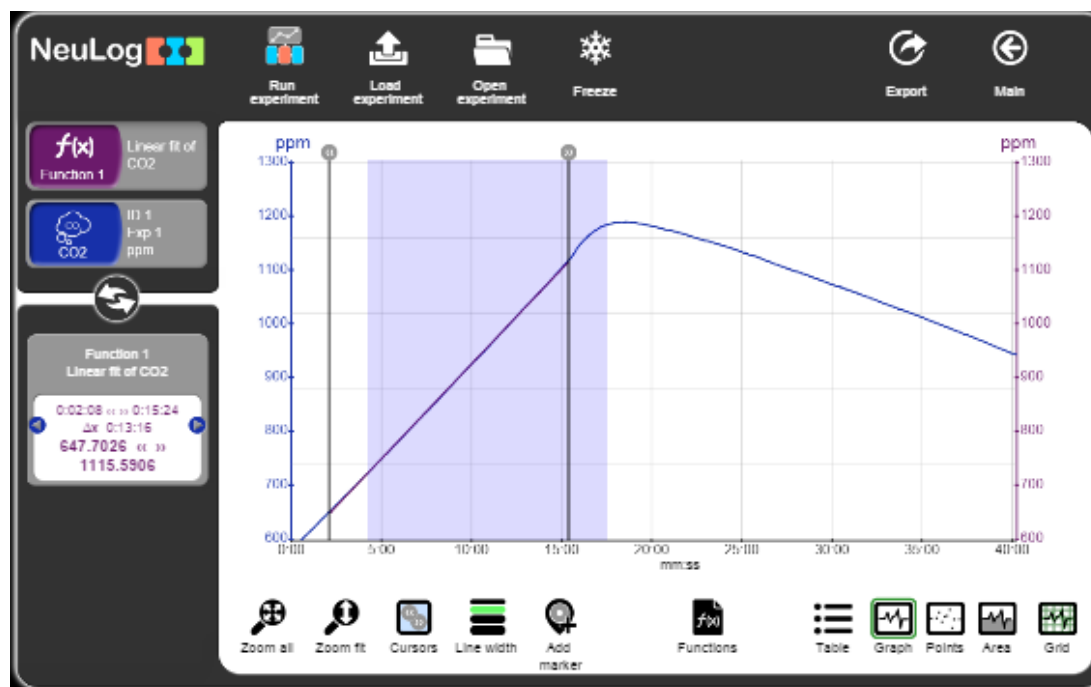 NeuLog
Run
experiment
Load
experiment
Open
experiment
Freeze
Export
Main
f(x)
Function 1
Linear fit of
CO2
CO2
ID 1
Exp 1
ppm
Function 1
Linear fit of CO2
0:02:08 « » 0:15:24
Δx 0:13:16
647.7026 « »
1115.5906
ppm
ppm
1300
1200
1100
1000
900
800
700
600
1300
1200
1100
1000
900
800
700
600
0:00
5:00
10:00
15:00
20:00
25:00
30:00
35:00
40:00
mm:ss
Zoom all
Zoom fit
Cursors
Line width
Add
marker
f(x)
Functions
Table
Graph
Points
Area
Grid